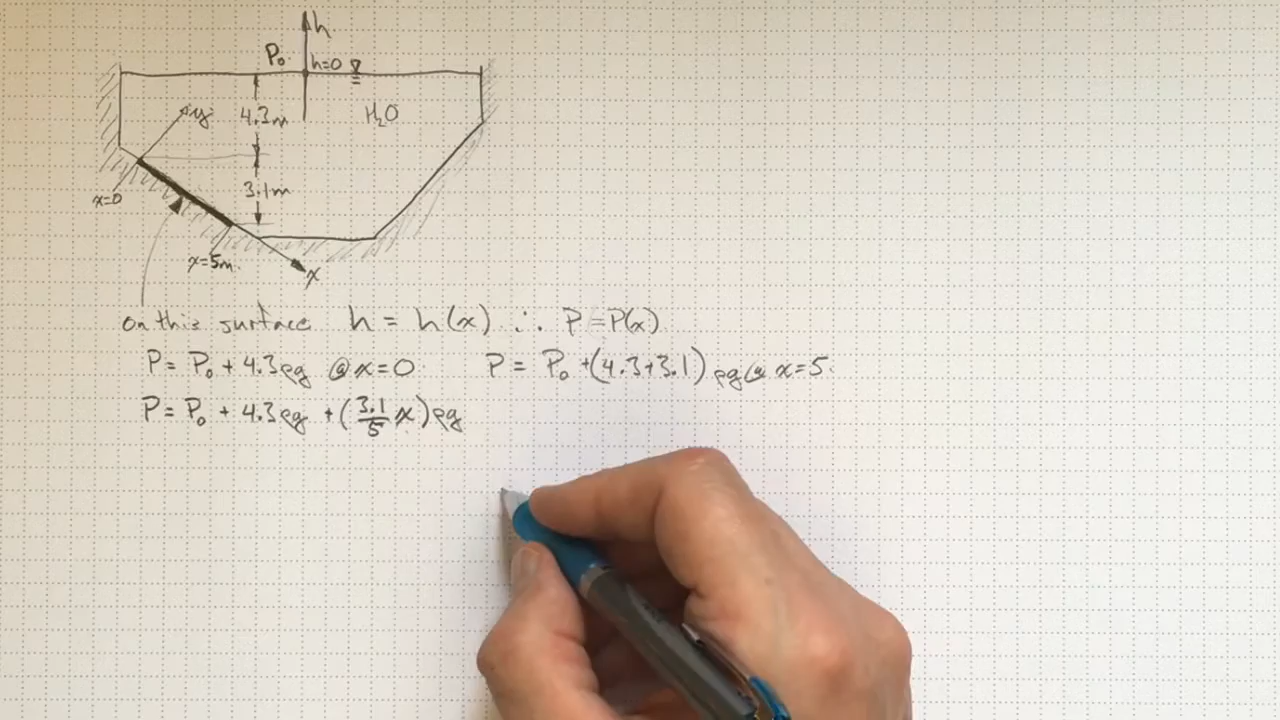 h
P₀ h=0
y 4.3m H₂O
3.1m
x=0
x=5m
x
On this surface h = h(x) ∴ P = P(x)
P = P₀ + 4.3ρg @ x=0 P = P₀ + (4.3+3.1)ρg @ x=5.
P = P₀ + 4.3ρg + (3.1/5 x)ρg